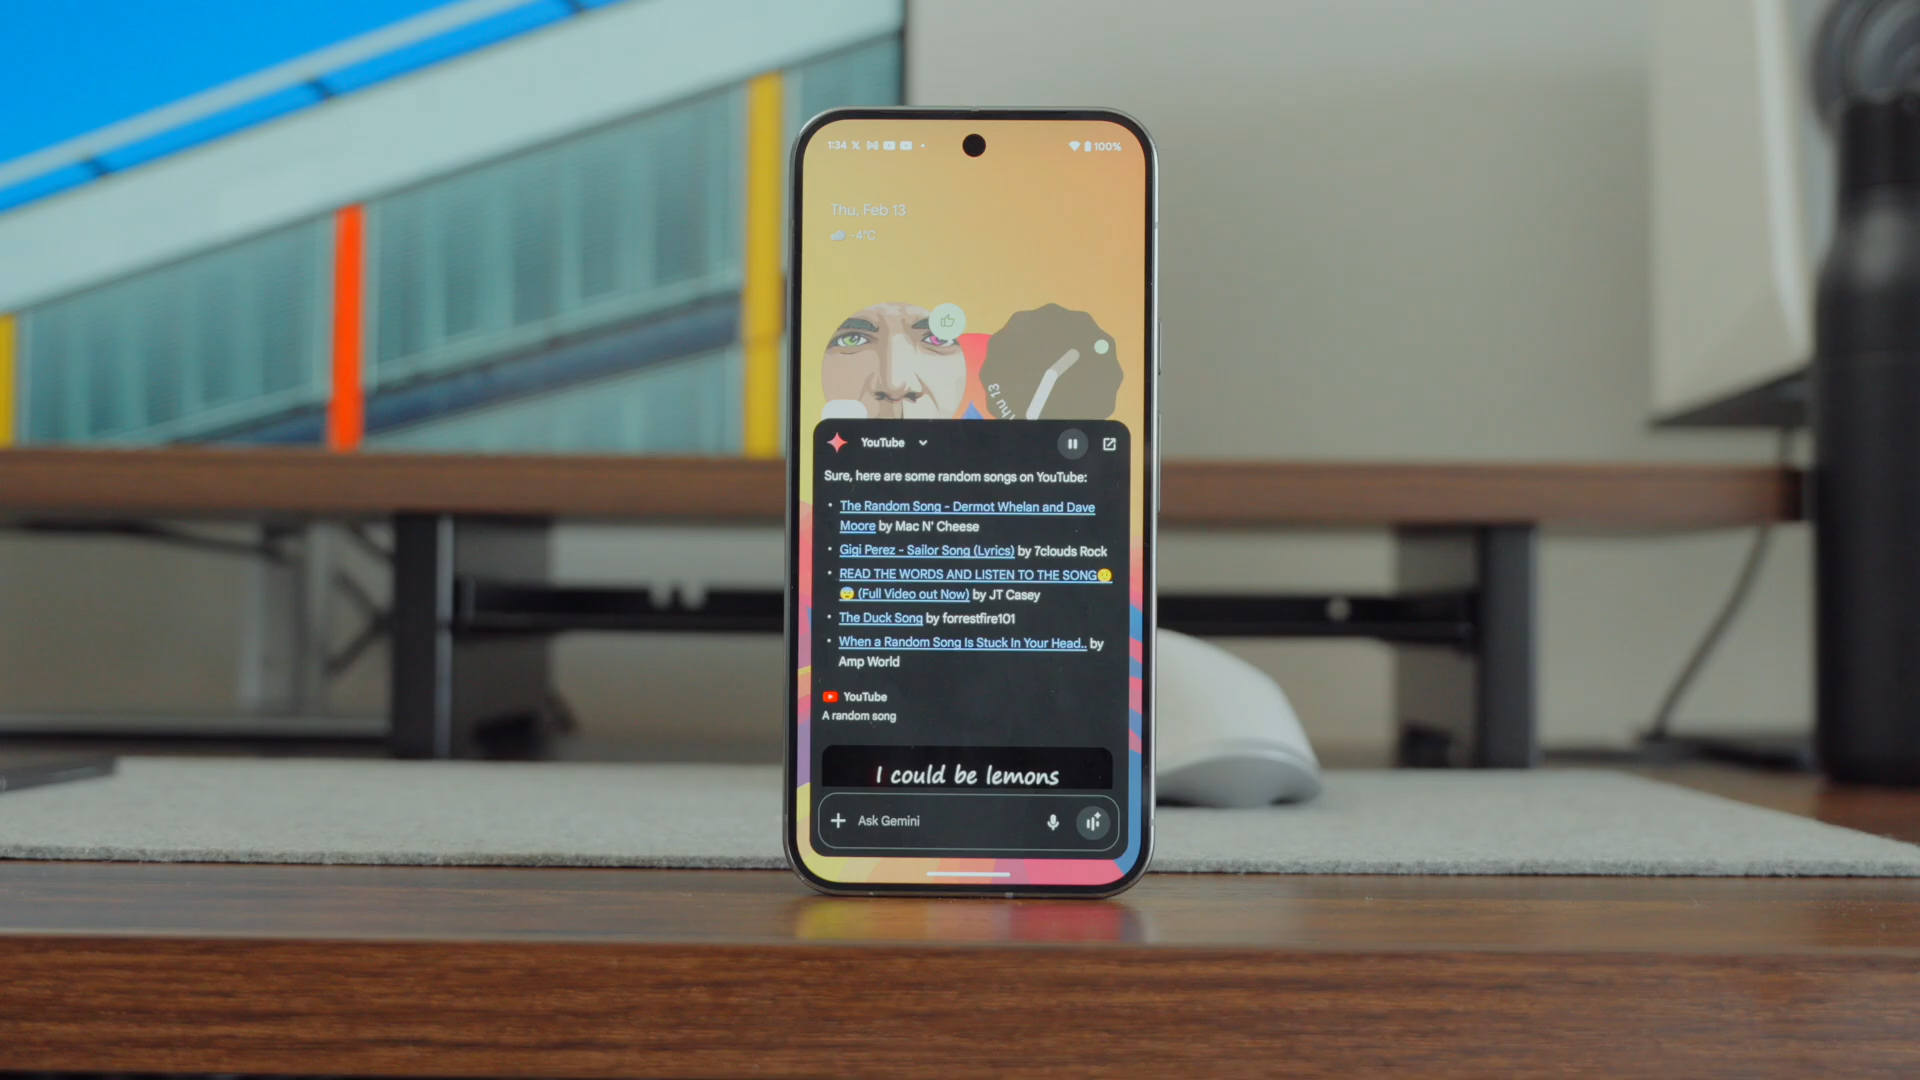 1:34
100%
Thu, Feb 13
-4°C
Thu 13
YouTube
Sure, here are some random songs on YouTube:
• The Random Song - Dermot Whelan and Dave
Moore by Mac N' Cheese
• Gigi Perez - Sailor Song (Lyrics) by 7clouds Rock
• READ THE WORDS AND LISTEN TO THE SONG🥲
😨 (Full Video out Now) by JT Casey
• The Duck Song by forrestfire101
• When a Random Song Is Stuck In Your Head.. by
Amp World
YouTube
A random song
I could be lemons
Ask Gemini